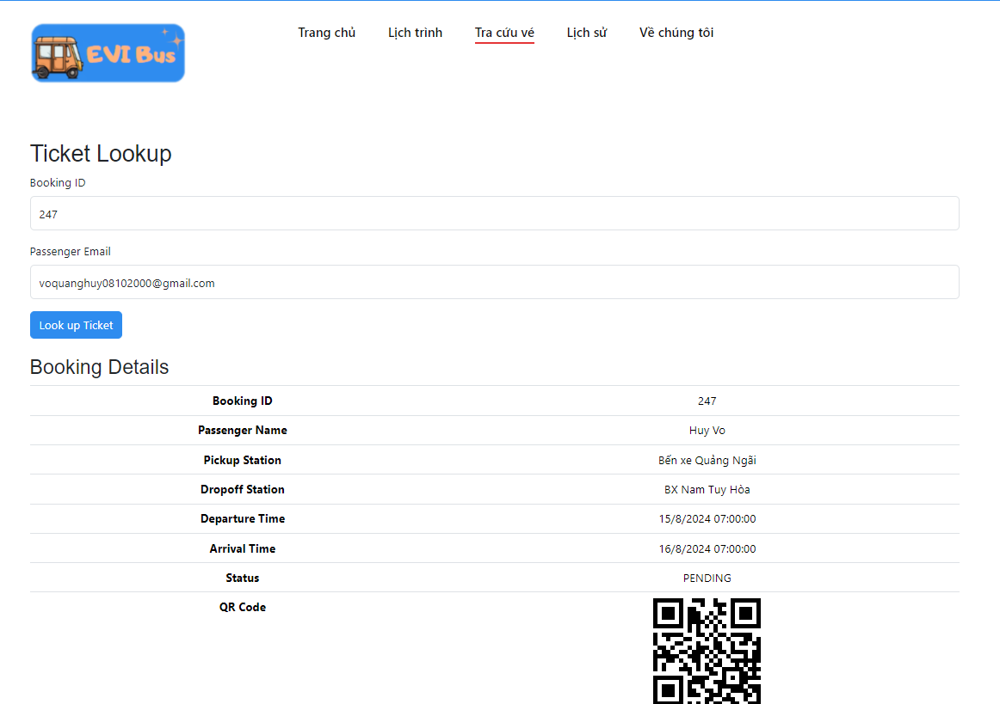 EVI Bus
Trang chủ Lịch trình Tra cứu vé Lịch sử Về chúng tôi
Ticket Lookup
Booking ID
247
Passenger Email
voquanghuy08102000@gmail.com
Look up Ticket
Booking Details
Booking ID 247
Passenger Name Huy Vo
Pickup Station Bến xe Quảng Ngãi
Dropoff Station BX Nam Tuy Hòa
Departure Time 15/8/2024 07:00:00
Arrival Time 16/8/2024 07:00:00
Status PENDING
QR Code